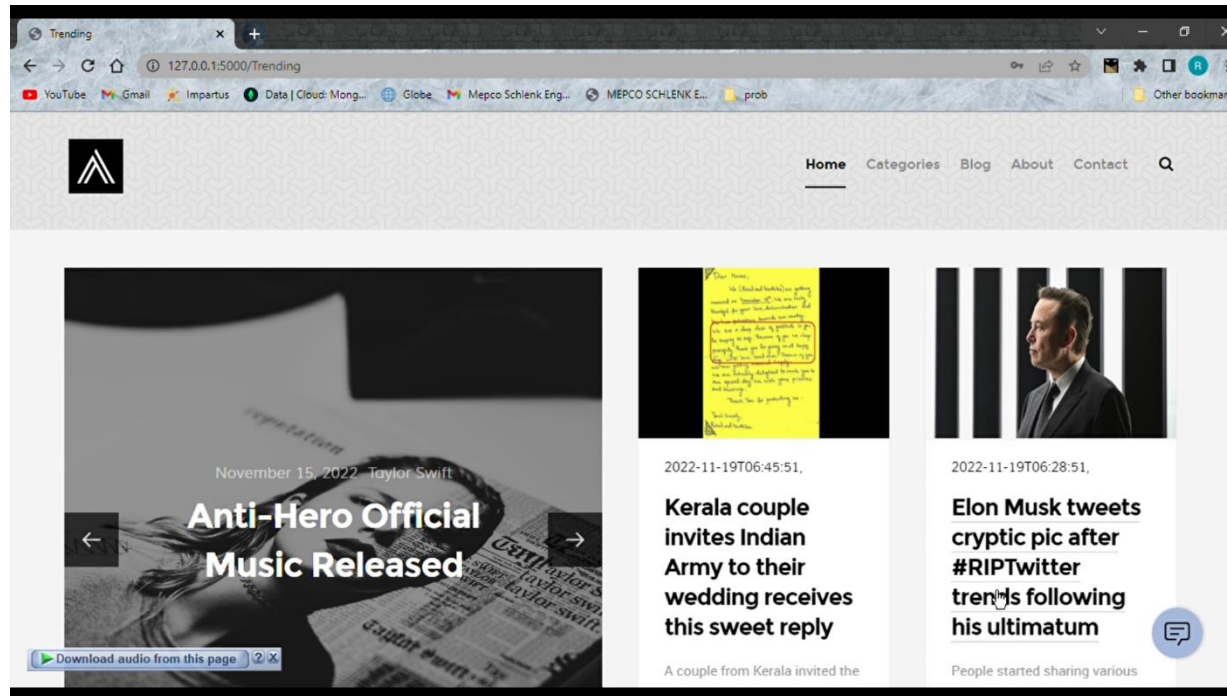 Trending
127.0.0.1:5000/Trending
R
YouTube Gmail Impartus Data | Cloud: Mong... Globe Mepco Schlenk Eng... MEPCO SCHLENK E... prob Other bookmar
Home Categories Blog About Contact
reputation
November 15, 2022 Taylor Swift
Anti-Hero Official
Music Released
2022-11-19T06:45:51,
Kerala couple
invites Indian
Army to their
wedding receives
this sweet reply
A couple from Kerala invited the
2022-11-19T06:28:51,
Elon Musk tweets
cryptic pic after
#RIPTwitter
trends following
his ultimatum
People started sharing various
Download audio from this page ? X